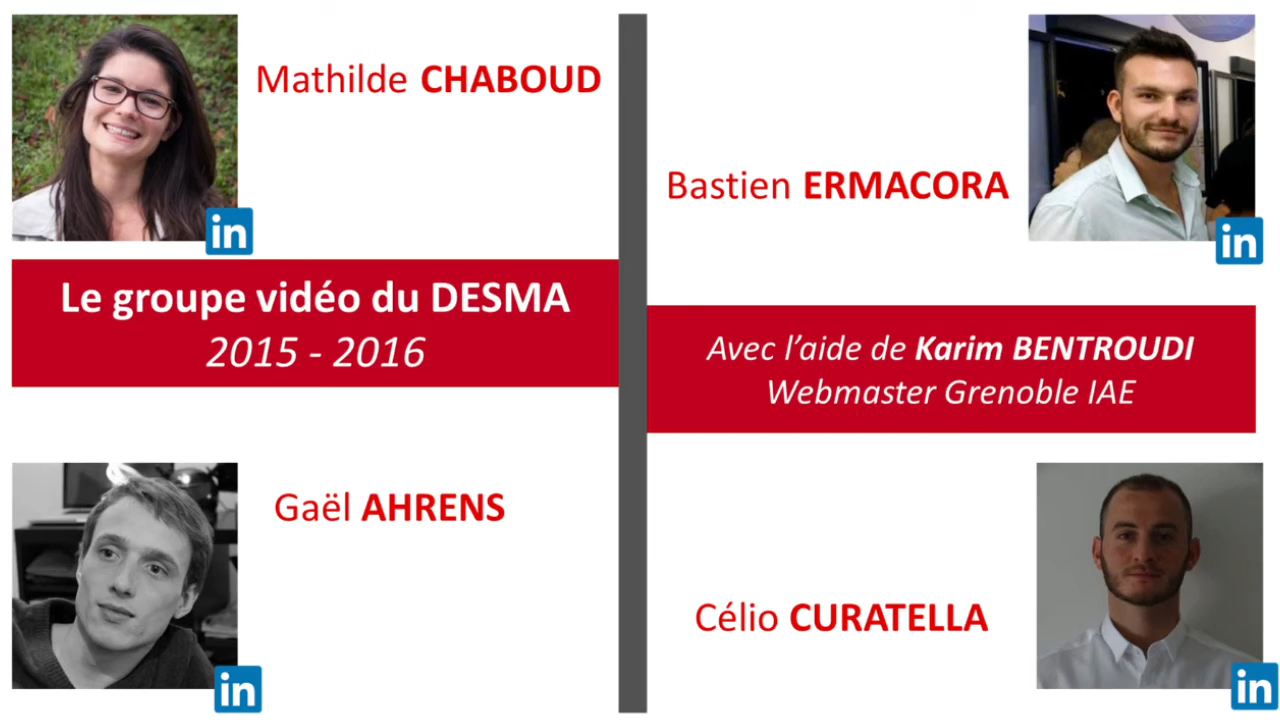 Mathilde CHABOUD
in
Le groupe vidéo du DESMA
2015 - 2016
Gaël AHRENS
in
Bastien ERMACORA
in
Avec l’aide de Karim BENTROUDI
Webmaster Grenoble IAE
Célio CURATELLA
in